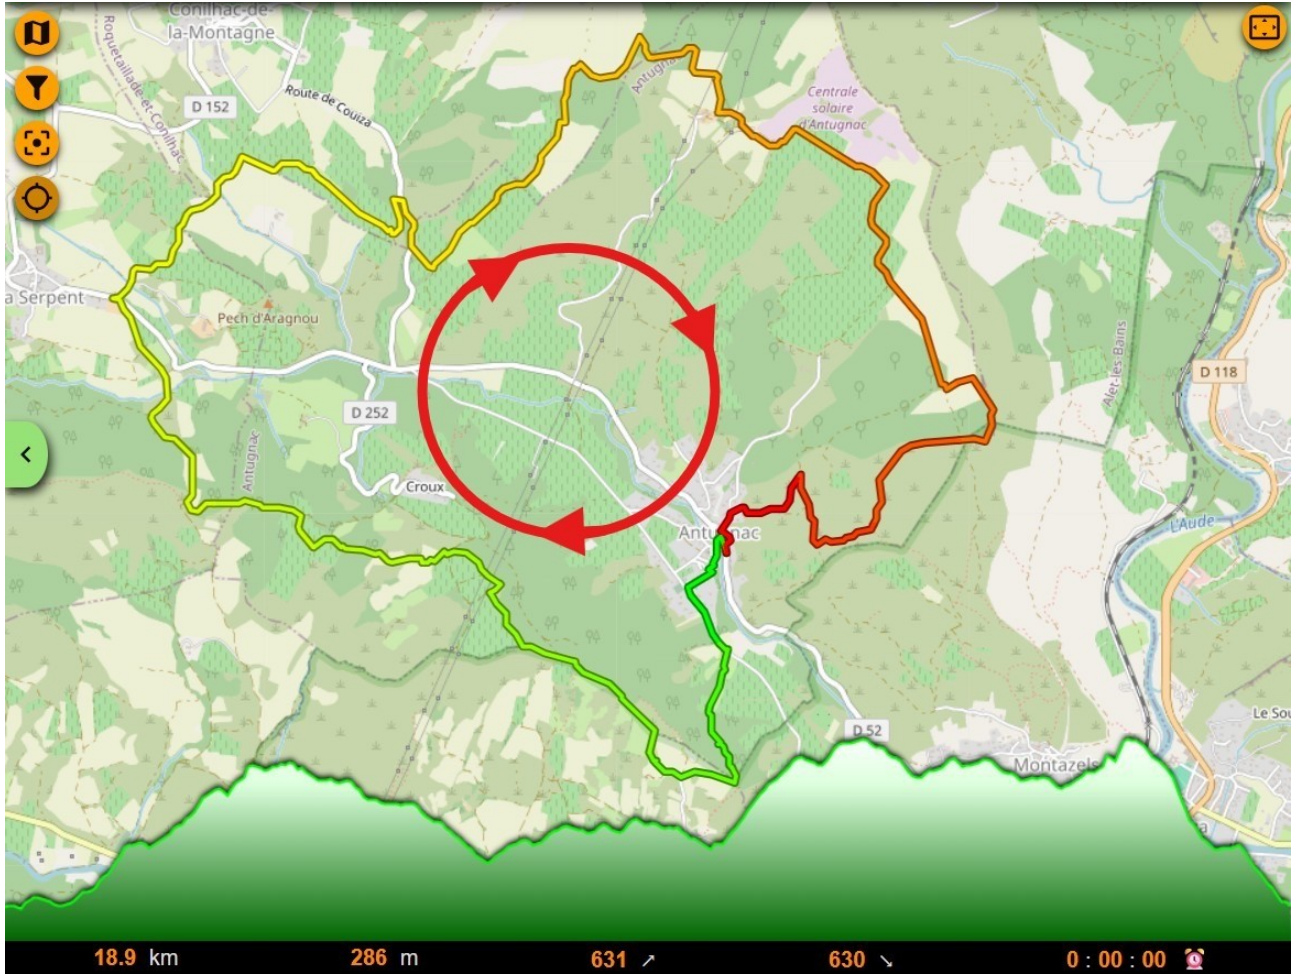 Conilhac-de-
la-Montagne
Roquetaillade-et-Conilhac
D 152
Route de Couiza
Antugnac
Centrale
solaire
d'Antugnac
a Serpent
Pech d'Aragnou
Alet-les-Bains
D 118
D 252
Antugnac
Croux
Antugnac
L'Aude
Le Sou
D 52
Montazels
a
18.9 km
286 m
631 ↗
630 ↘
0 : 00 : 00